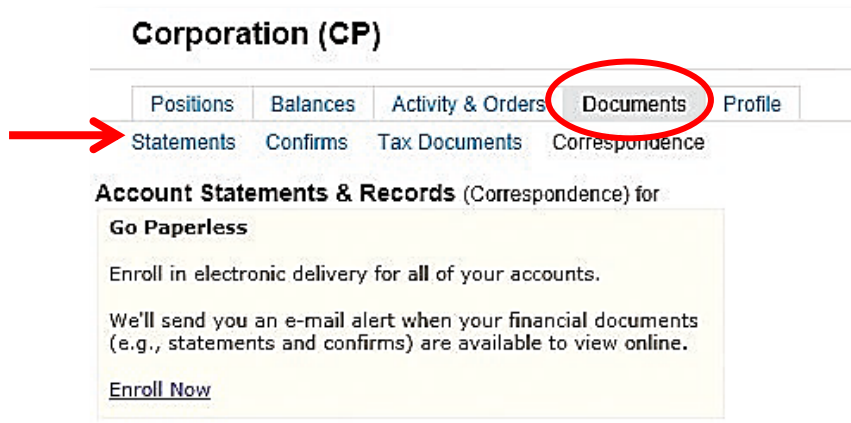 Corporation (CP)
Positions Balances Activity & Orders Documents Profile
Statements Confirms Tax Documents Correspondence
Account Statements & Records (Correspondence) for
Go Paperless
Enroll in electronic delivery for all of your accounts.
We'll send you an e-mail alert when your financial documents
(e.g., statements and confirms) are available to view online.
Enroll Now